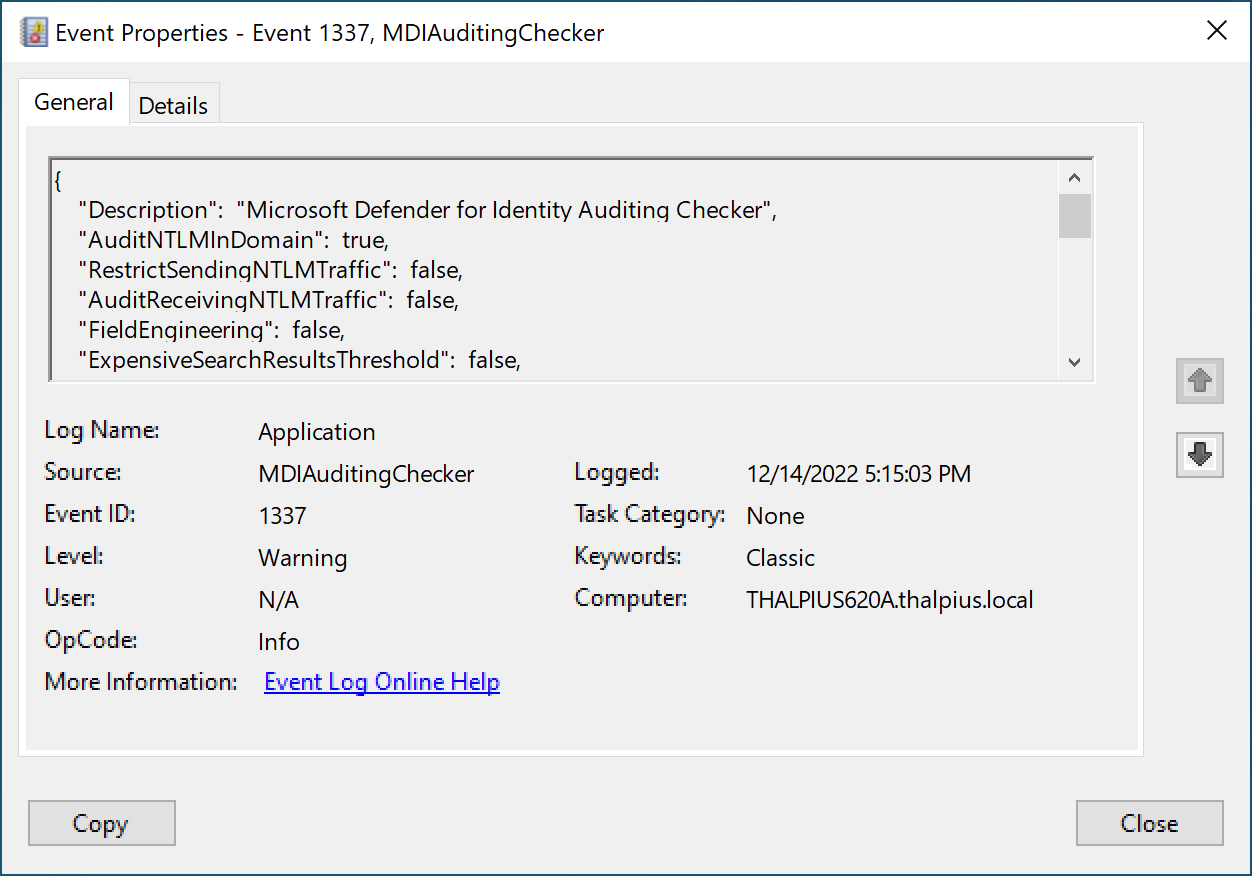 Event Properties - Event 1337, MDIAuditingChecker
General
Details
{
"Description":  "Microsoft Defender for Identity Auditing Checker",
"AuditNTLMInDomain":  true,
"RestrictSendingNTLMTraffic":  false,
"AuditReceivingNTLMTraffic":  false,
"FieldEngineering":  false,
"ExpensiveSearchResultsThreshold":  false,
Log Name: Application
Source: MDIAuditingChecker Logged: 12/14/2022 5:15:03 PM
Event ID: 1337 Task Category: None
Level: Warning Keywords: Classic
User: N/A Computer: THALPIUS620A.thalpius.local
OpCode: Info
More Information: Event Log Online Help
Copy
Close